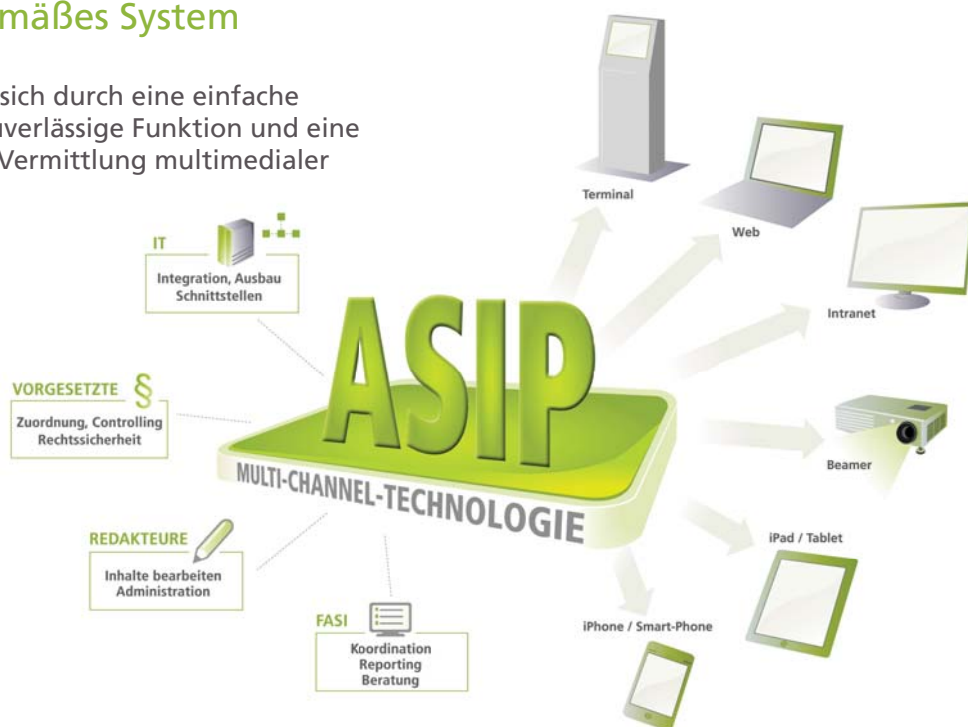 mäßes System
sich durch eine einfache
uverlässige Funktion und eine
Vermittlung multimedialer
Terminal
Web
Intranet
Beamer
iPad / Tablet
iPhone / Smart-Phone
IT
Integration, Ausbau
Schnittstellen
VORGESETZTE §
Zuordnung, Controlling
Rechtssicherheit
REDAKTEURE
Inhalte bearbeiten
Administration
FASI
Koordination
Reporting
Beratung
ASIP
MULTI-CHANNEL-TECHNOLOGIE